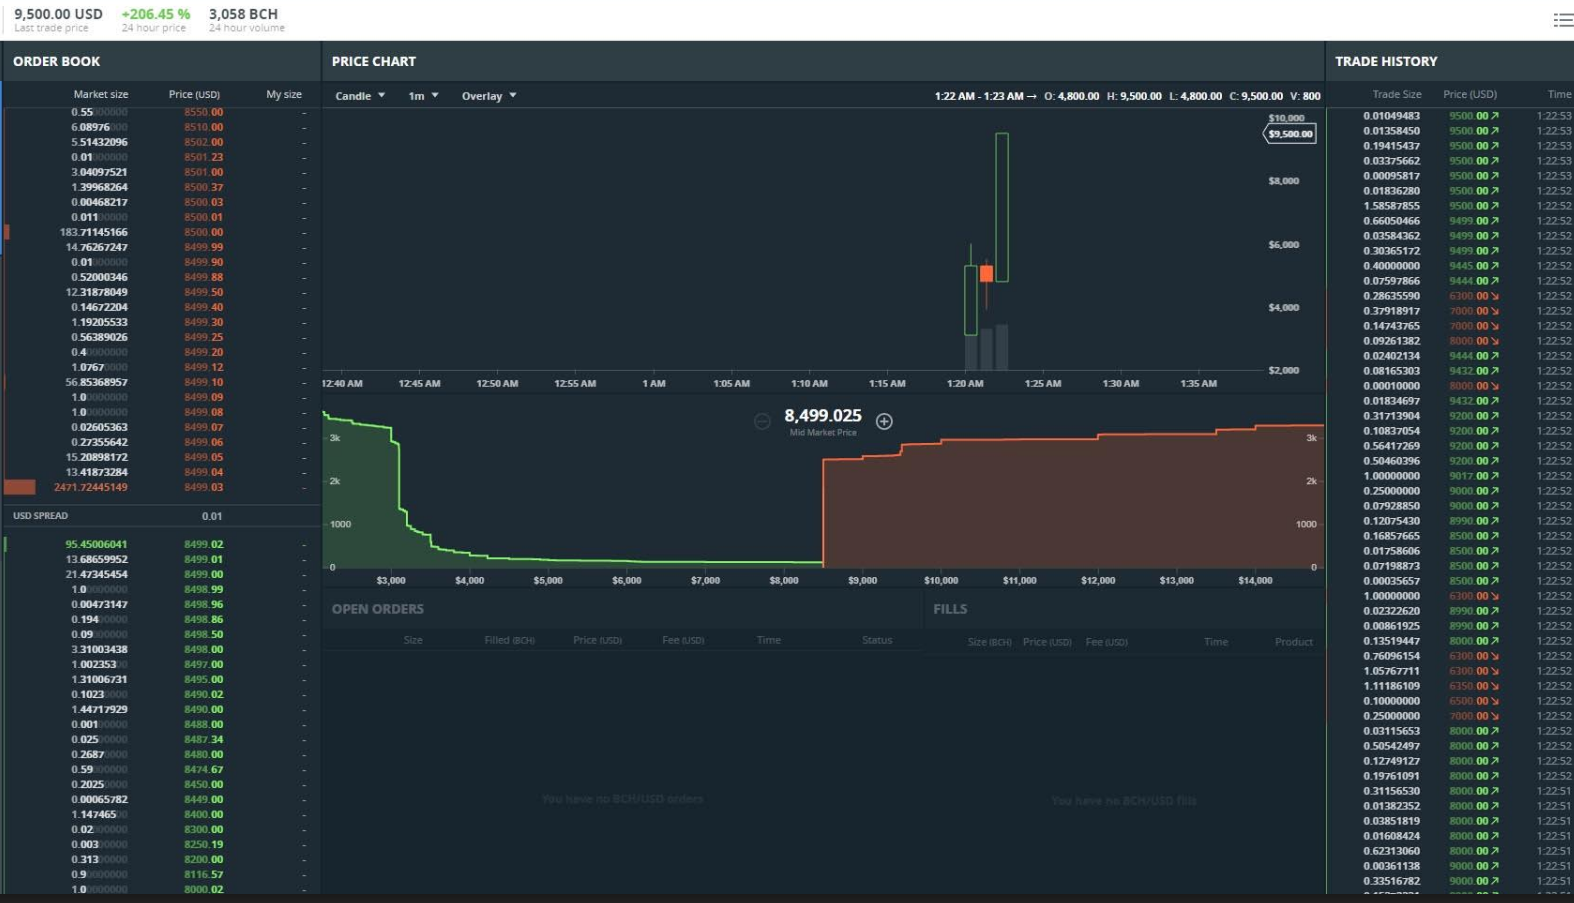 9,500.00 USD +206.45 % 3,058 BCH
Last trade price 24 hour price 24 hour volume
ORDER BOOK
Market size Price (USD) My size
0.55000000 8550.00 -
6.08976000 8510.00 -
5.51432096 8502.00 -
0.01000000 8501.23 -
3.04097521 8501.00 -
1.39968264 8500.37 -
0.00468217 8500.03 -
0.01100000 8500.01 -
183.71145166 8500.00 -
14.76267247 8499.99 -
0.01000000 8499.90 -
0.52000346 8499.88 -
12.31878049 8499.50 -
0.14672204 8499.40 -
1.19205533 8499.30 -
0.56389026 8499.25 -
0.40000000 8499.20 -
1.07670000 8499.12 -
56.85368957 8499.10 -
1.00000000 8499.09 -
1.00000000 8499.08 -
0.02605363 8499.07 -
0.27355642 8499.06 -
15.20898172 8499.05 -
13.41873284 8499.04 -
2471.72445149 8499.03 -
USD SPREAD 0.01
95.45006041 8499.02 -
13.68659952 8499.01 -
21.47345454 8499.00 -
1.00000000 8498.99 -
0.00473147 8498.96 -
0.19400000 8498.86 -
0.09000000 8498.50 -
3.31003438 8498.00 -
1.00235300 8497.00 -
1.31006731 8495.00 -
0.10230000 8490.02 -
1.44717929 8490.00 -
0.00100000 8488.00 -
0.02500000 8487.34 -
0.26870000 8480.00 -
0.59000000 8474.67 -
0.20250000 8450.00 -
0.00065782 8449.00 -
1.14746500 8400.00 -
0.02000000 8300.00 -
0.00300000 8250.19 -
0.31300000 8200.00 -
0.90000000 8116.57 -
1.00000000 8000.02 -
PRICE CHART
Candle 1m Overlay 1:22 AM - 1:23 AM → O: 4,800.00 H: 9,500.00 L: 4,800.00 C: 9,500.00 V: 800
$10,000
$9,500.00
$8,000
$6,000
$4,000
$2,000
12:40 AM 12:45 AM 12:50 AM 12:55 AM 1 AM 1:05 AM 1:10 AM 1:15 AM 1:20 AM 1:25 AM 1:30 AM 1:35 AM
8,499.025
Mid Market Price
3k 3k
2k 2k
1000 1000
0 0
$3,000 $4,000 $5,000 $6,000 $7,000 $8,000 $9,000 $10,000 $11,000 $12,000 $13,000 $14,000
OPEN ORDERS
Size Filled (BCH) Price (USD) Fee (USD) Time Status
You have no BCH/USD orders
FILLS
Size (BCH) Price (USD) Fee (USD) Time Product
You have no BCH/USD fills
TRADE HISTORY
Trade Size Price (USD) Time
0.01049483 9500.00 ↗ 1:22:53
0.01358450 9500.00 ↗ 1:22:53
0.19415437 9500.00 ↗ 1:22:53
0.03375662 9500.00 ↗ 1:22:53
0.00095817 9500.00 ↗ 1:22:53
0.01836280 9500.00 ↗ 1:22:52
1.58587855 9500.00 ↗ 1:22:52
0.66050466 9499.00 ↗ 1:22:52
0.03584362 9499.00 ↗ 1:22:52
0.30365172 9499.00 ↗ 1:22:52
0.40000000 9445.00 ↗ 1:22:52
0.07597866 9444.00 ↗ 1:22:52
0.28635590 6300.00 ↘ 1:22:52
0.37918917 7000.00 ↘ 1:22:52
0.14743765 7000.00 ↘ 1:22:52
0.09261382 8000.00 ↘ 1:22:52
0.02402134 9444.00 ↗ 1:22:52
0.08165303 9432.00 ↗ 1:22:52
0.00010000 8000.00 ↘ 1:22:52
0.01834697 9432.00 ↗ 1:22:52
0.31713904 9200.00 ↗ 1:22:52
0.10837054 9200.00 ↗ 1:22:52
0.56417269 9200.00 ↗ 1:22:52
0.50460396 9200.00 ↗ 1:22:52
1.00000000 9017.00 ↗ 1:22:52
0.25000000 9000.00 ↗ 1:22:52
0.07928850 9000.00 ↗ 1:22:52
0.12075430 8990.00 ↗ 1:22:52
0.16857665 8500.00 ↗ 1:22:52
0.01758606 8500.00 ↗ 1:22:52
0.07198873 8500.00 ↗ 1:22:52
0.00035657 8500.00 ↗ 1:22:52
1.00000000 6300.00 ↘ 1:22:52
0.02322620 8990.00 ↗ 1:22:52
0.00861925 8990.00 ↗ 1:22:52
0.13519447 8000.00 ↗ 1:22:52
0.76096154 6300.00 ↘ 1:22:52
1.05767711 6300.00 ↘ 1:22:52
1.11186109 6350.00 ↘ 1:22:52
0.10000000 6500.00 ↘ 1:22:52
0.25000000 7000.00 ↘ 1:22:52
0.03115653 8000.00 ↗ 1:22:52
0.50542497 8000.00 ↗ 1:22:52
0.12749127 8000.00 ↗ 1:22:52
0.19761091 8000.00 ↗ 1:22:52
0.31156530 8000.00 ↗ 1:22:51
0.01382352 8000.00 ↗ 1:22:51
0.03851819 8000.00 ↗ 1:22:51
0.01608424 8000.00 ↗ 1:22:51
0.62313060 8000.00 ↗ 1:22:51
0.00361138 9000.00 ↗ 1:22:51
0.33516782 9000.00 ↗ 1:22:51